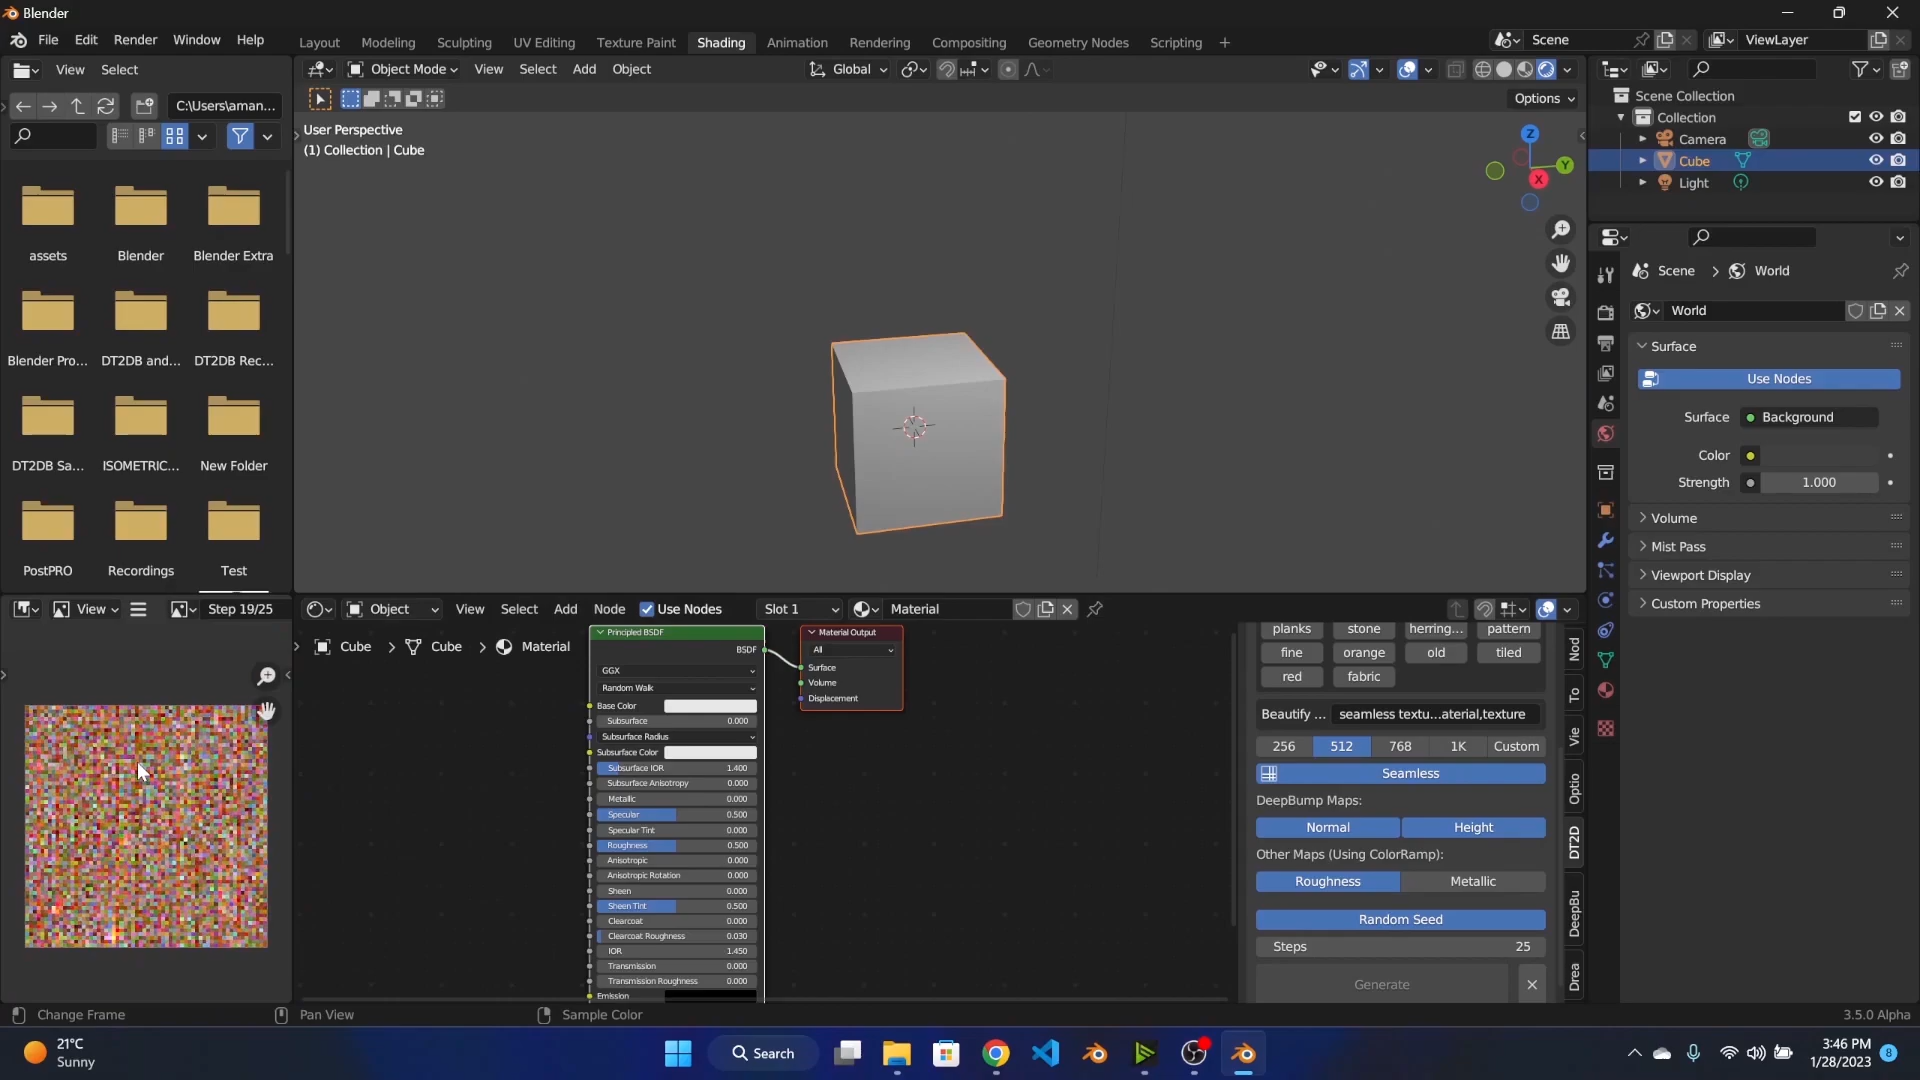 Blender
File Edit Render Window Help
Layout Modeling Sculpting UV Editing Texture Paint Shading Animation Rendering Compositing Geometry Nodes Scripting +
Scene
ViewLayer
View Select
Object Mode View Select Add Object
Global
C:\Users\aman...
Options
User Perspective
(1) Collection | Cube
Z
Y
X
Scene Collection
Collection
Camera
Cube
Light
assets Blender Blender Extra
Blender Pro... DT2DB and... DT2DB Rec...
DT2DB Sa... ISOMETRIC... New Folder
PostPRO Recordings Test
Scene > World
World
Surface
Use Nodes
Surface Background
Color
Strength 1.000
Volume
Mist Pass
Viewport Display
Custom Properties
View Step 19/25
Object View Select Add Node Use Nodes Slot 1 Material
Cube > Cube > Material
Principled BSDF
BSDF
GGX
Random Walk
Base Color
Subsurface 0.000
Subsurface Radius
Subsurface Color
Subsurface IOR 1.400
Subsurface Anisotropy 0.000
Metallic 0.000
Specular 0.500
Specular Tint 0.000
Roughness 0.500
Anisotropic 0.000
Anisotropic Rotation 0.000
Sheen 0.000
Sheen Tint 0.500
Clearcoat 0.000
Clearcoat Roughness 0.030
IOR 1.450
Transmission 0.000
Transmission Roughness 0.000
Emission
Material Output
All
Surface
Volume
Displacement
planks stone herring... pattern
fine orange old tiled
red fabric
Beautify ... seamless textu...aterial,texture
256 512 768 1K Custom
Seamless
DeepBump Maps:
Normal Height
Other Maps (Using ColorRamp):
Roughness Metallic
Random Seed
Steps 25
Generate
Nod
To
Vie
Optio
DT2D
DeepBu
Drea
Change Frame Pan View Sample Color 3.5.0 Alpha
21°C
Sunny
Search
3:46 PM
1/28/2023
8